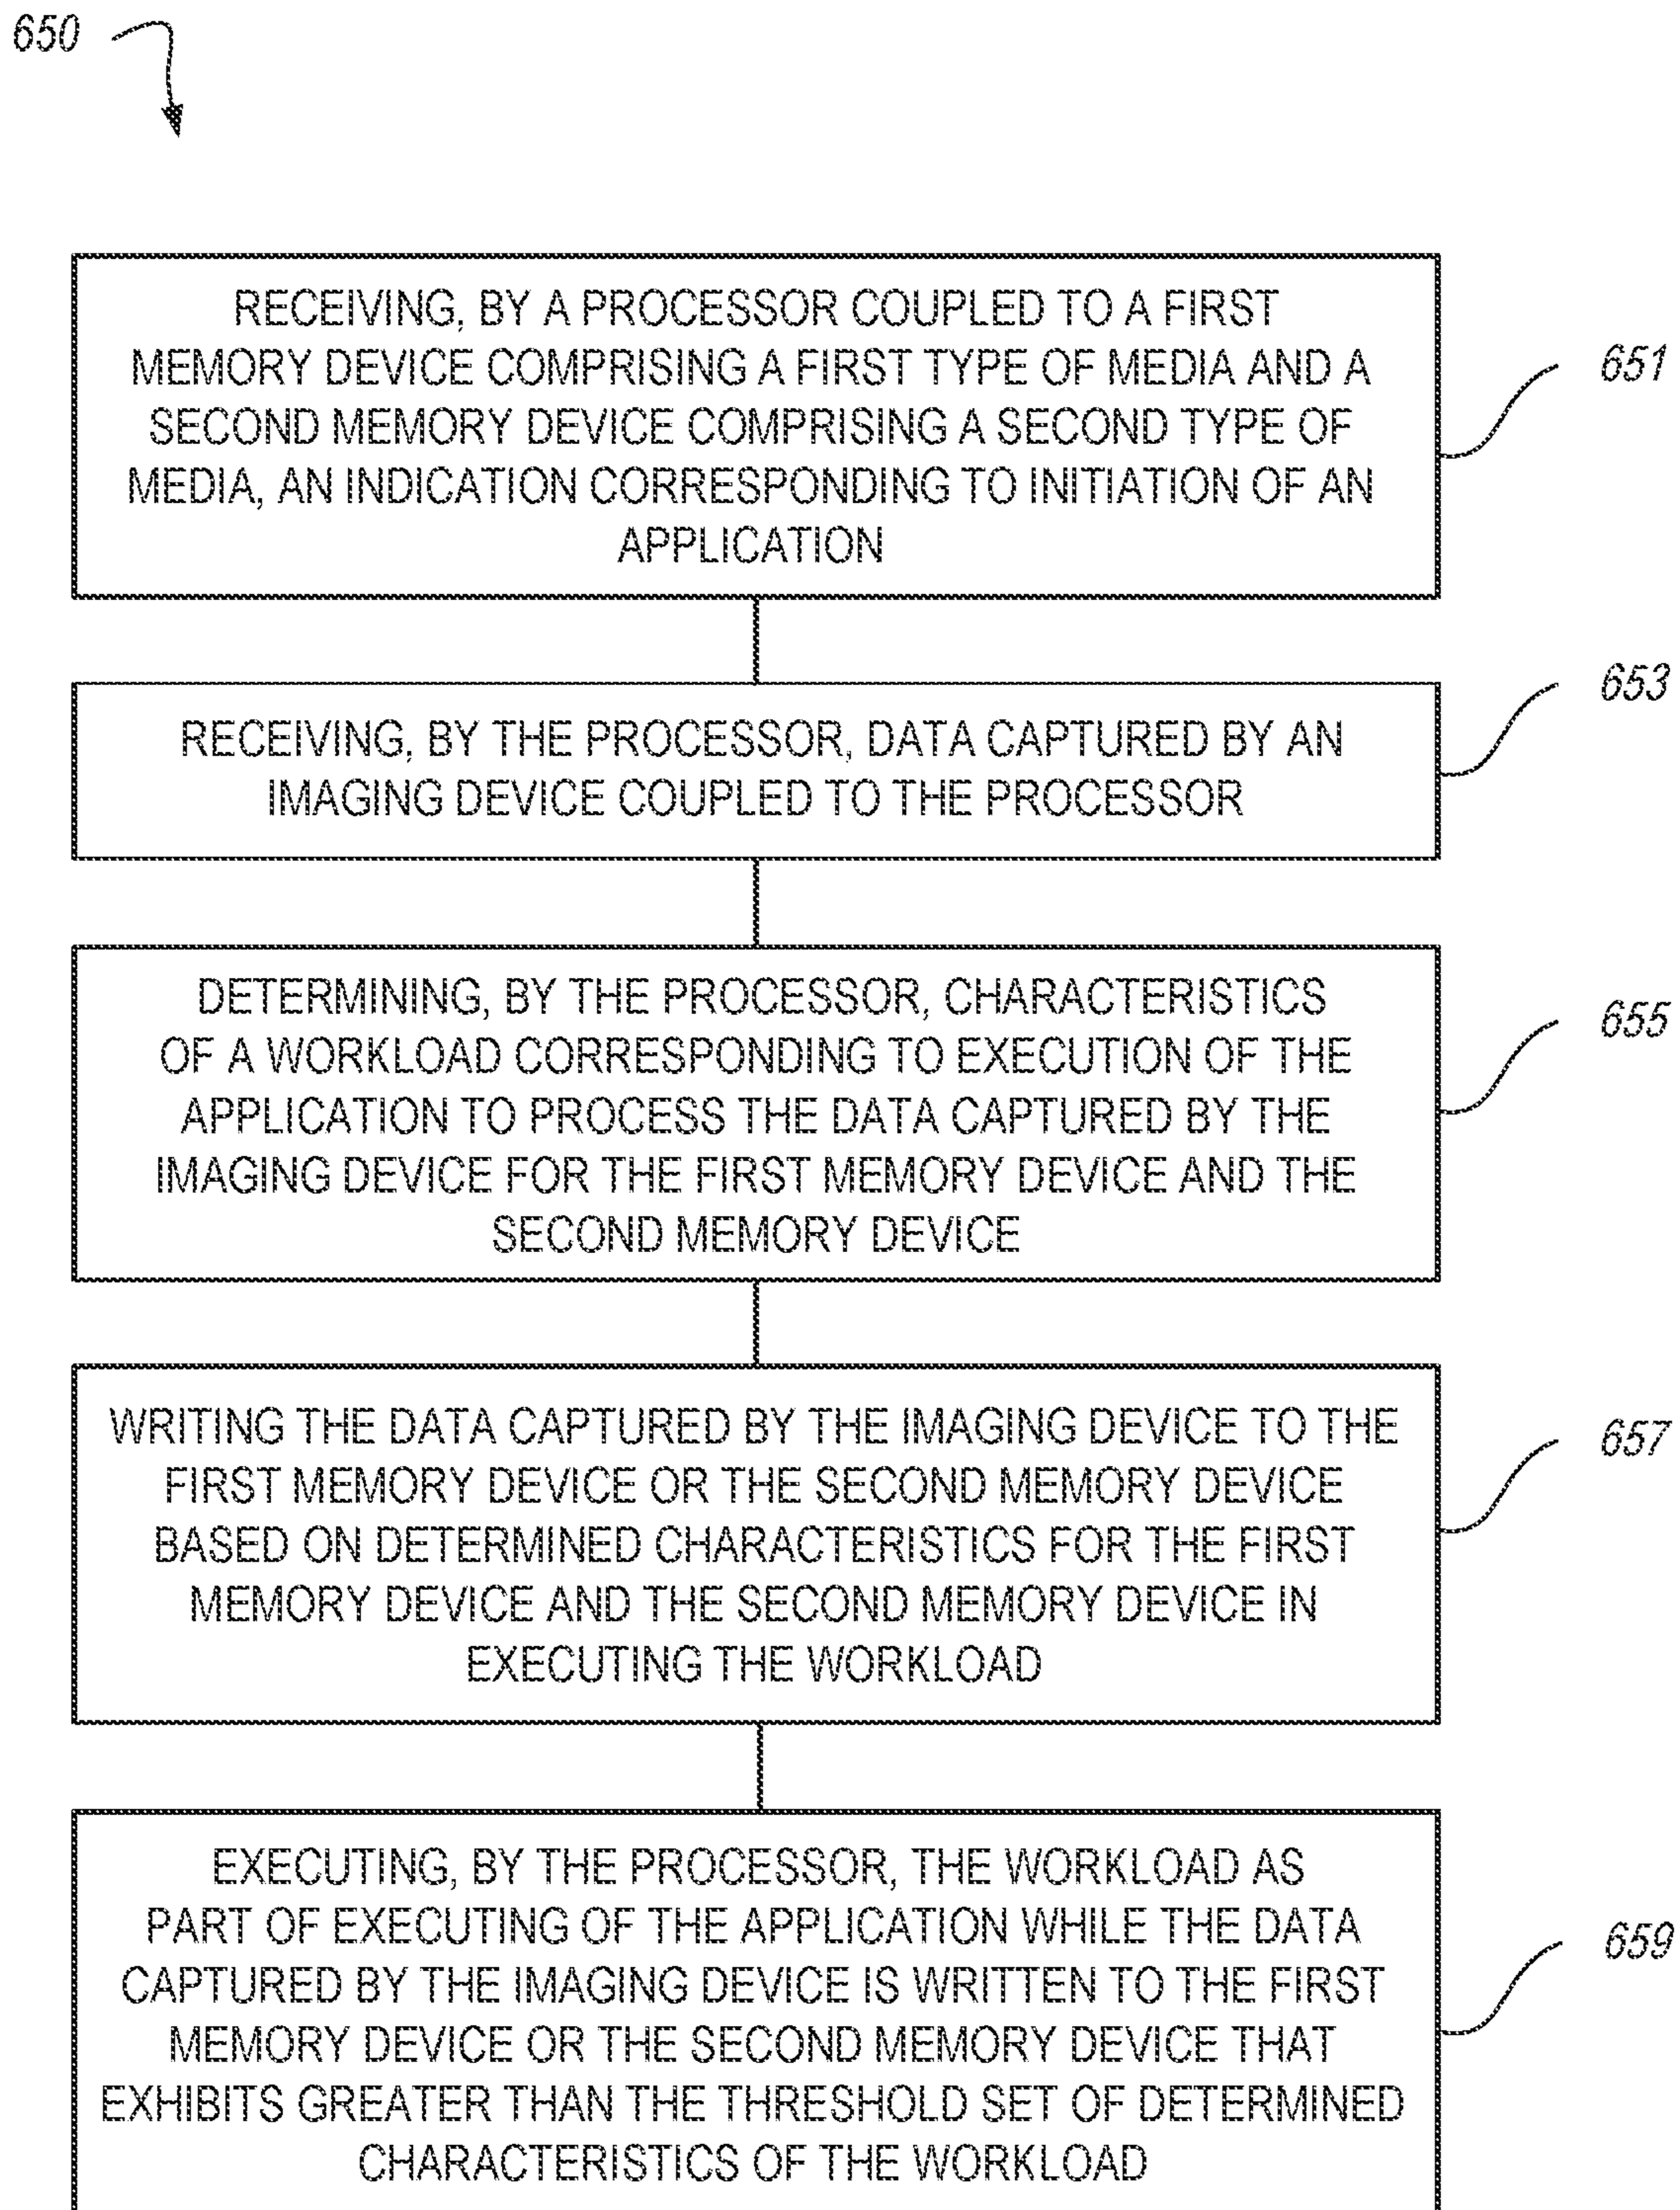 650
RECEIVING, BY A PROCESSOR COUPLED TO A FIRST
MEMORY DEVICE COMPRISING A FIRST TYPE OF MEDIA AND A
SECOND MEMORY DEVICE COMPRISING A SECOND TYPE OF
MEDIA, AN INDICATION CORRESPONDING TO INITIATION OF AN
APPLICATION
651
RECEIVING, BY THE PROCESSOR, DATA CAPTURED BY AN
IMAGING DEVICE COUPLED TO THE PROCESSOR
653
DETERMINING, BY THE PROCESSOR, CHARACTERISTICS
OF A WORKLOAD CORRESPONDING TO EXECUTION OF THE
APPLICATION TO PROCESS THE DATA CAPTURED BY THE
IMAGING DEVICE FOR THE FIRST MEMORY DEVICE AND THE
SECOND MEMORY DEVICE
655
WRITING THE DATA CAPTURED BY THE IMAGING DEVICE TO THE
FIRST MEMORY DEVICE OR THE SECOND MEMORY DEVICE
BASED ON DETERMINED CHARACTERISTICS FOR THE FIRST
MEMORY DEVICE AND THE SECOND MEMORY DEVICE IN
EXECUTING THE WORKLOAD
657
EXECUTING, BY THE PROCESSOR, THE WORKLOAD AS
PART OF EXECUTING OF THE APPLICATION WHILE THE DATA
CAPTURED BY THE IMAGING DEVICE IS WRITTEN TO THE FIRST
MEMORY DEVICE OR THE SECOND MEMORY DEVICE THAT
EXHIBITS GREATER THAN THE THRESHOLD SET OF DETERMINED
CHARACTERISTICS OF THE WORKLOAD
659